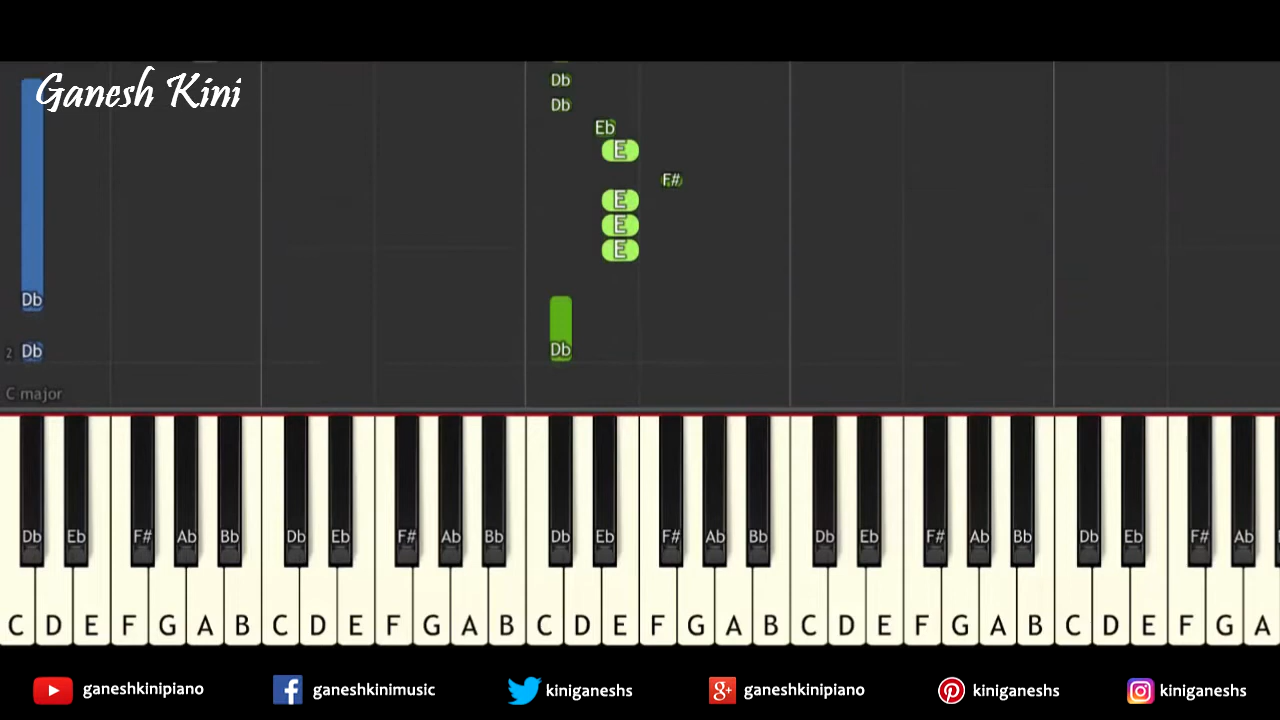 Ganesh Kini
Db
Db
Eb
E
F#
E
E
E
Db
Db
2 Db
C major
Db Eb F# Ab Bb Db Eb F# Ab Bb Db Eb F# Ab Bb Db Eb F# Ab Bb Db Eb F# Ab
C D E F G A B C D E F G A B C D E F G A B C D E F G A B C D E F G A
ganeshkinipiano ganeshkinimusic kiniganeshs g+ ganeshkinipiano kiniganeshs kiniganeshs